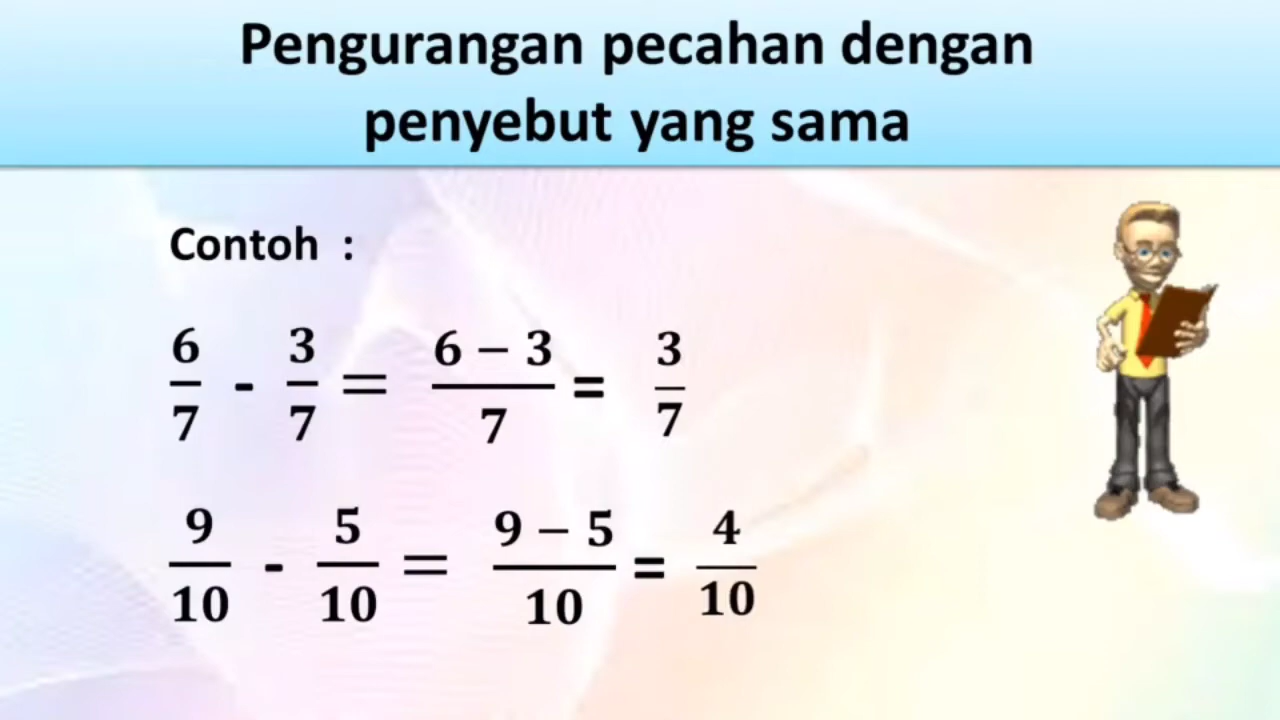 Pengurangan pecahan dengan
penyebut yang sama
Contoh :
6/7 - 3/7 = (6 – 3)/7 = 3/7
9/10 - 5/10 = (9 – 5)/10 = 4/10